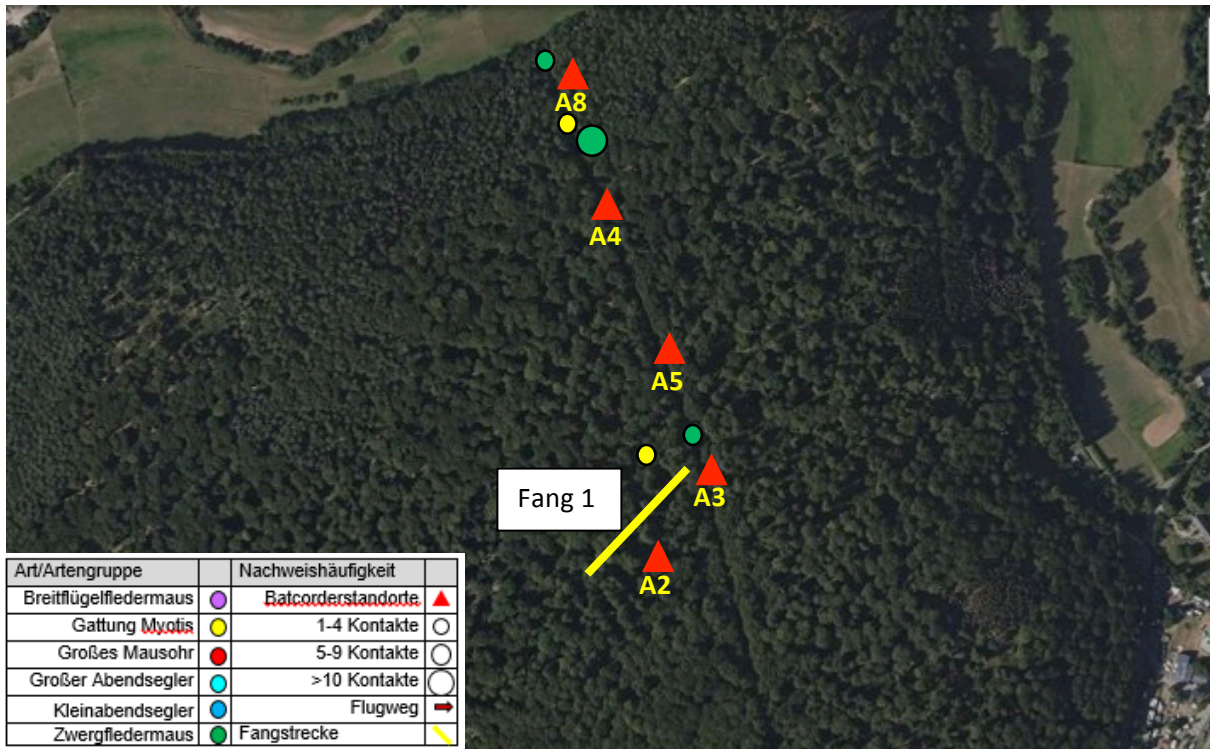 A8
A4
A5
A3
Fang 1
A2
Art/Artengruppe Nachweishäufigkeit
Breitflügelfledermaus Batcorderstandorte
Gattung Myotis 1-4 Kontakte
Großes Mausohr 5-9 Kontakte
Großer Abendsegler >10 Kontakte
Kleinabendsegler Flugweg
Zwergfledermaus Fangstrecke